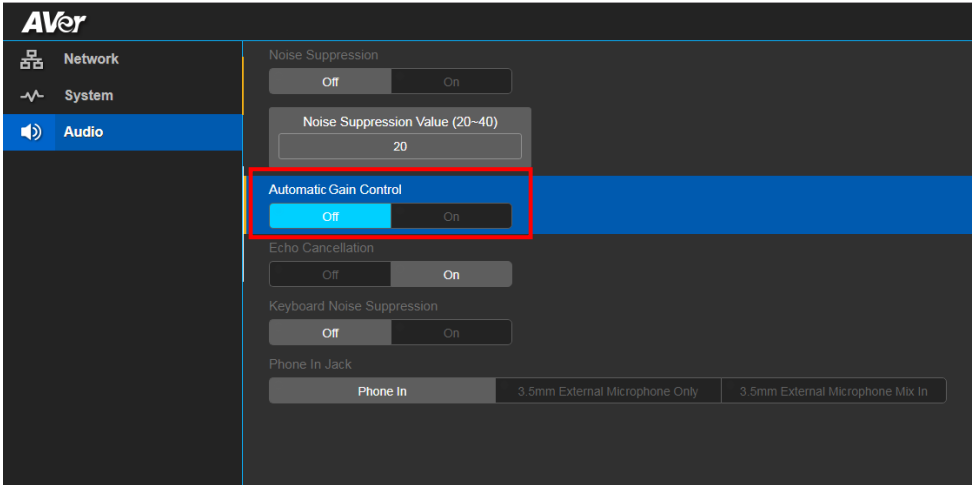 AVer
Network
System
Audio
Noise Suppression
Off On
Noise Suppression Value (20~40)
20
Automatic Gain Control
Off On
Echo Cancellation
Off On
Keyboard Noise Suppression
Off On
Phone In Jack
Phone In 3.5mm External Microphone Only 3.5mm External Microphone Mix In